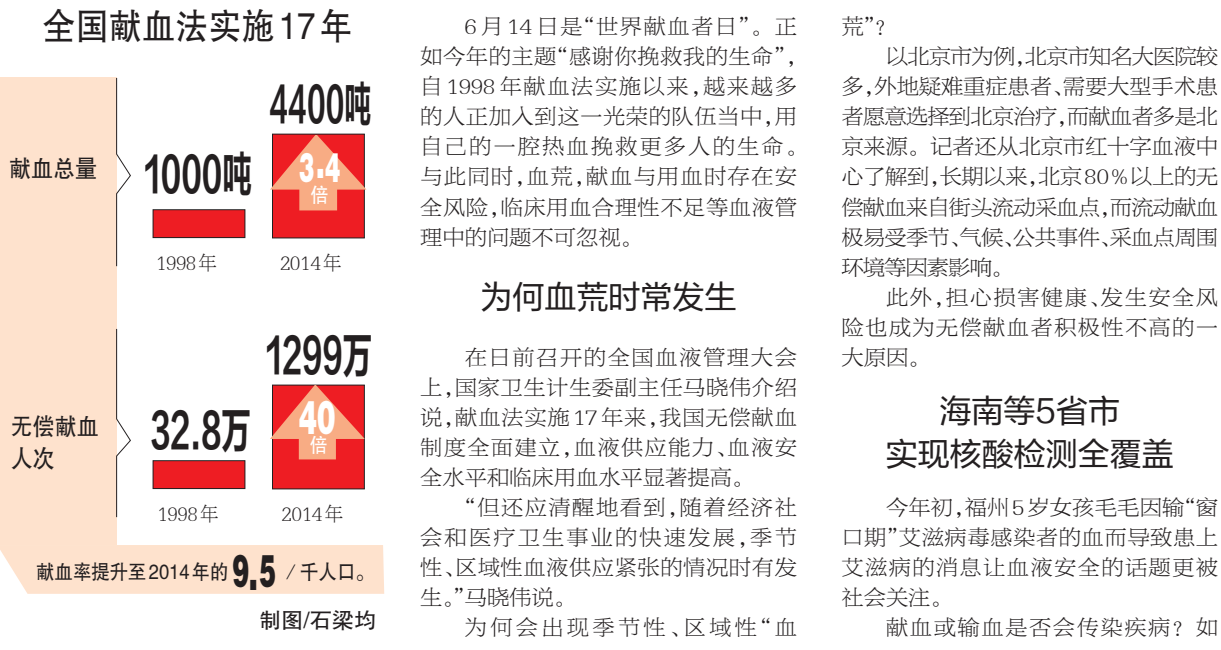 全国献血法实施17年
献血总量
1000吨
1998年
4400吨
3.4
倍
2014年
无偿献血
人次
32.8万
1998年
1299万
40
倍
2014年
献血率提升至2014年的9.5/千人口。
制图/石梁均
6月14日是“世界献血者日”。正
如今年的主题“感谢你挽救我的生命”,
自1998年献血法实施以来,越来越多
的人正加入到这一光荣的队伍当中,用
自己的一腔热血挽救更多人的生命。
与此同时,血荒,献血与用血时存在安
全风险,临床用血合理性不足等血液管
理中的问题不可忽视。
为何血荒时常发生
在日前召开的全国血液管理大会
上,国家卫生计生委副主任马晓伟介绍
说,献血法实施17年来,我国无偿献血
制度全面建立,血液供应能力、血液安
全水平和临床用血水平显著提高。
“但还应清醒地看到,随着经济社
会和医疗卫生事业的快速发展,季节
性、区域性血液供应紧张的情况时有发
生。”马晓伟说。
为何会出现季节性、区域性“血
荒”?
以北京市为例,北京市知名大医院较
多,外地疑难重症患者、需要大型手术患
者愿意选择到北京治疗,而献血者多是北
京来源。记者还从北京市红十字血液中
心了解到,长期以来,北京80%以上的无
偿献血来自街头流动采血点,而流动献血
极易受季节、气候、公共事件、采血点周围
环境等因素影响。
此外,担心损害健康、发生安全风
险也成为无偿献血者积极性不高的一
大原因。
海南等5省市
实现核酸检测全覆盖
今年初,福州5岁女孩毛毛因输“窗
口期”艾滋病毒感染者的血而导致患上
艾滋病的消息让血液安全的话题更被
社会关注。
献血或输血是否会传染疾病?如